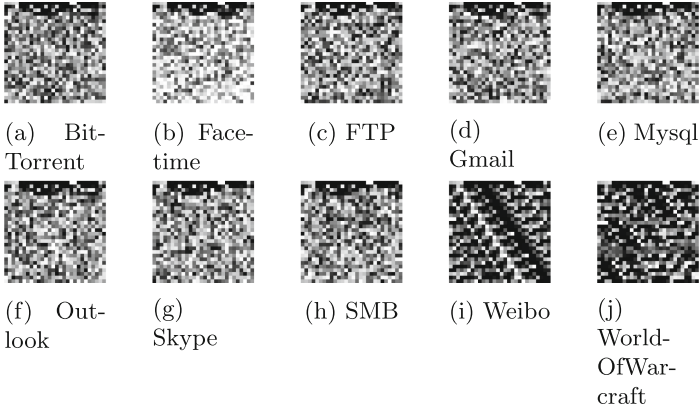 (a) Bit-
Torrent
(b) Face-
time
(c) FTP
(d)
Gmail
(e) Mysql
(f) Out-
look
(g)
Skype
(h) SMB
(i) Weibo
(j)
World-
OfWar-
craft